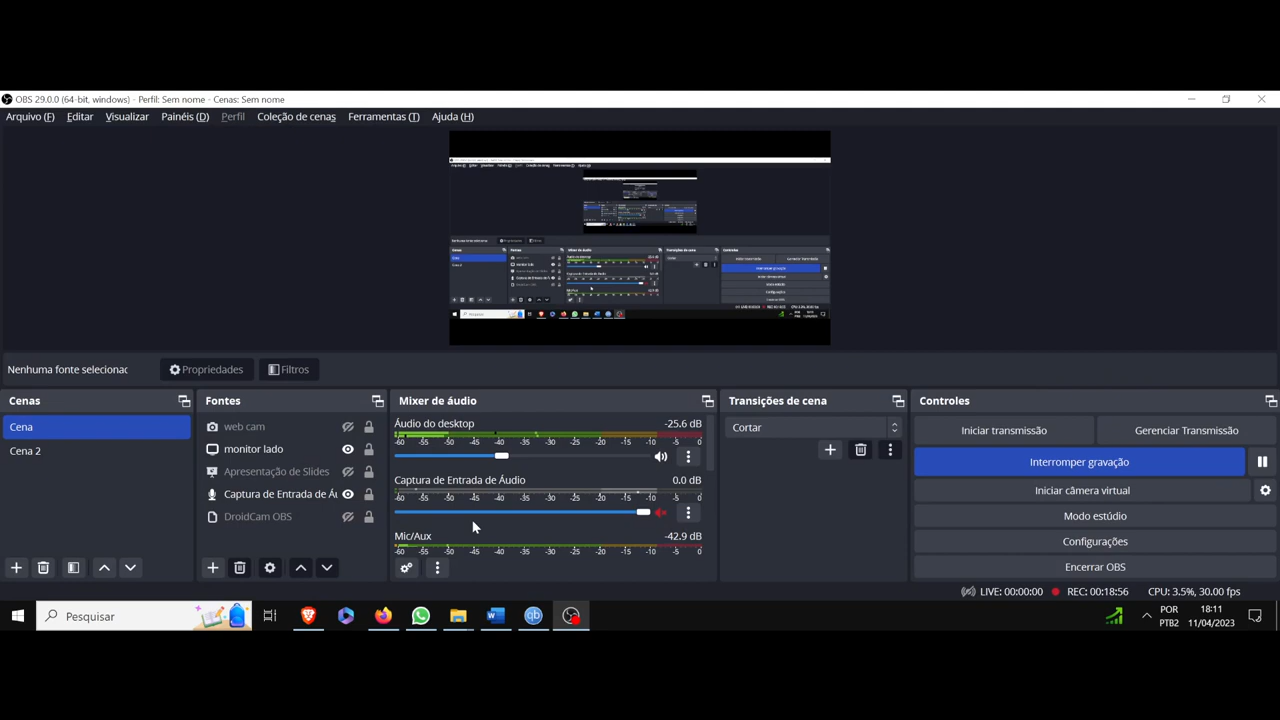 OBS 29.0.0 (64-bit, windows) - Perfil: Sem nome - Cenas: Sem nome
Arquivo (F) Editar Visualizar Painéis (D) Perfil Coleção de cenas Ferramentas (T) Ajuda (H)
Nenhuma fonte selecionac Propriedades Filtros
Cenas
Cena
Cena 2
Fontes
web cam
monitor lado
Apresentação de Slides
Captura de Entrada de Áu
DroidCam OBS
Mixer de áudio
Áudio do desktop -25.6 dB
-60 -55 -50 -45 -40 -35 -30 -25 -20 -15 -10 -5 0
Captura de Entrada de Áudio 0.0 dB
-60 -55 -50 -45 -40 -35 -30 -25 -20 -15 -10 -5 0
Mic/Aux -42.9 dB
-60 -55 -50 -45 -40 -35 -30 -25 -20 -15 -10 -5 0
Transições de cena
Cortar
Controles
Iniciar transmissão Gerenciar Transmissão
Interromper gravação
Iniciar câmera virtual
Modo estúdio
Configurações
Encerrar OBS
LIVE: 00:00:00 REC: 00:18:56 CPU: 3.5%, 30.00 fps
Pesquisar
POR
PTB2
18:11
11/04/2023